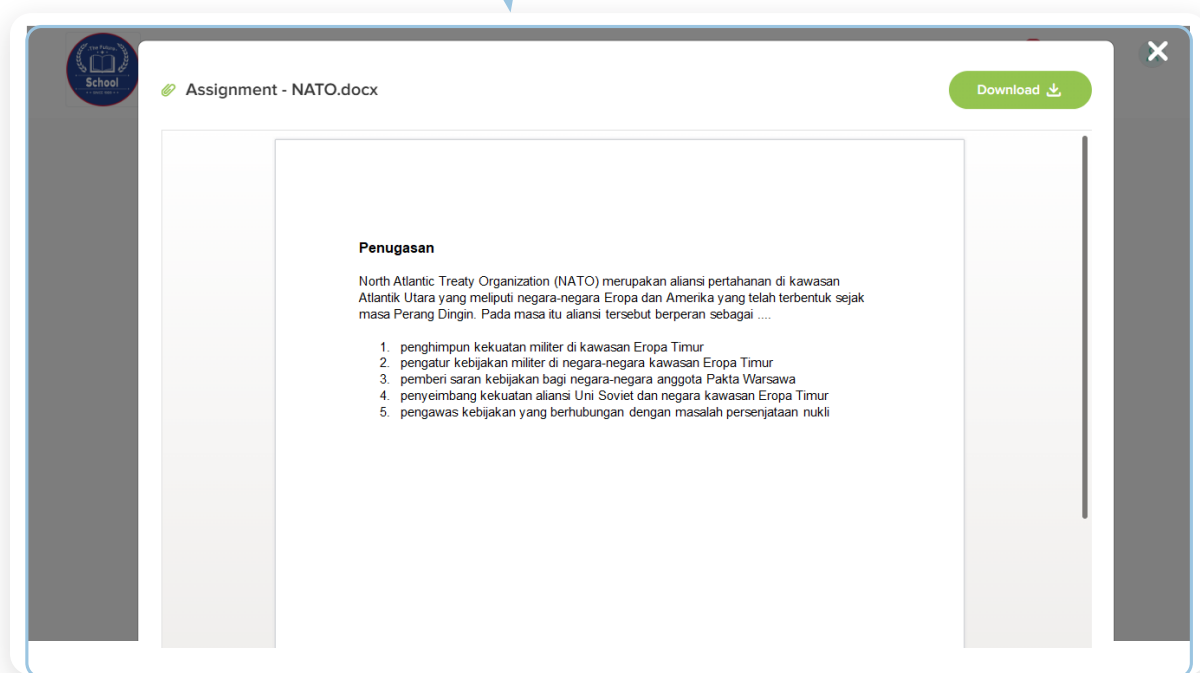 The Future
School
Assignment - NATO.docx
Download
Penugasan
North Atlantic Treaty Organization (NATO) merupakan aliansi pertahanan di kawasan
Atlantik Utara yang meliputi negara-negara Eropa dan Amerika yang telah terbentuk sejak
masa Perang Dingin. Pada masa itu aliansi tersebut berperan sebagai ....
1. penghimpun kekuatan militer di kawasan Eropa Timur
2. pengatur kebijakan militer di negara-negara kawasan Eropa Timur
3. pemberi saran kebijakan bagi negara-negara anggota Pakta Warsawa
4. penyeimbang kekuatan aliansi Uni Soviet dan negara kawasan Eropa Timur
5. pengawas kebijakan yang berhubungan dengan masalah persenjataan nukli